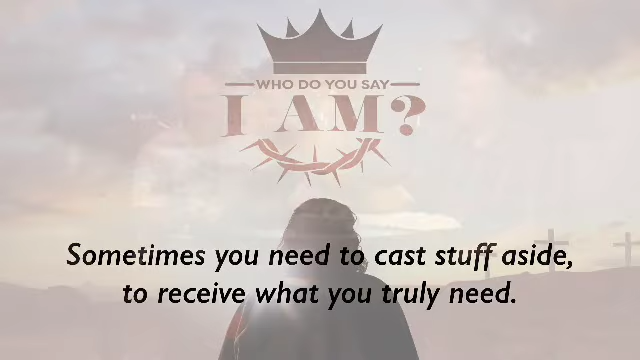 WHO DO YOU SAY
I AM?
Sometimes you need to cast stuff aside,
to receive what you truly need.